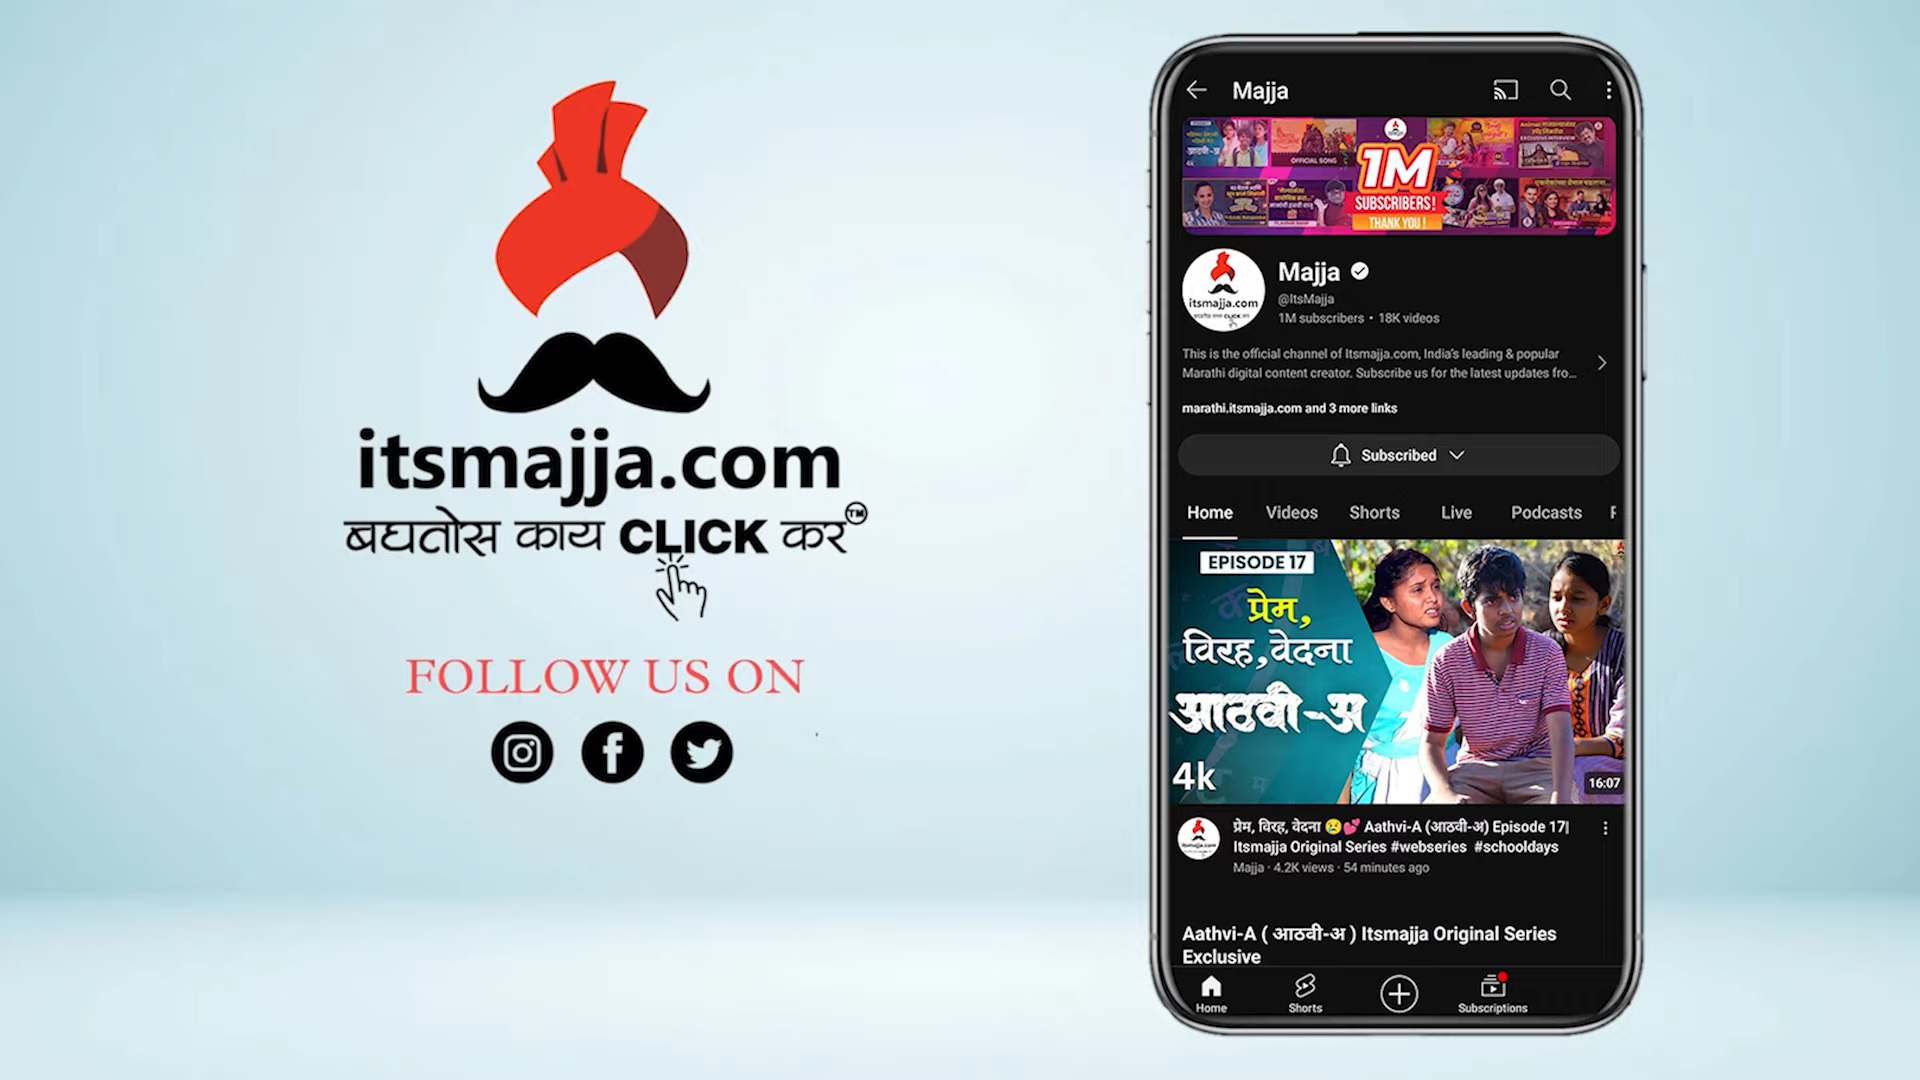 itsmajja.com
बघतोस काय CLICK कर™
FOLLOW US ON
Majja
OFFICIAL SONG
1M
SUBSCRIBERS!
THANK YOU!
Majja
@ItsMajja
1M subscribers • 18K videos
itsmajja.com
This is the official channel of Itsmajja.com, India's leading & popular
Marathi digital content creator. Subscribe us for the latest updates fro...
marathi.itsmajja.com and 3 more links
Subscribed
Home Videos Shorts Live Podcasts
EPISODE 17
प्रेम,
विरह, वेदना
आठवी-अ
4k
16:07
प्रेम, विरह, वेदना 😢💕 Aathvi-A (आठवी-अ) Episode 17|
Itsmajja Original Series #webseries #schooldays
Majja · 4.2K views · 54 minutes ago
Aathvi-A ( आठवी-अ ) Itsmajja Original Series
Exclusive
Home Shorts Subscriptions